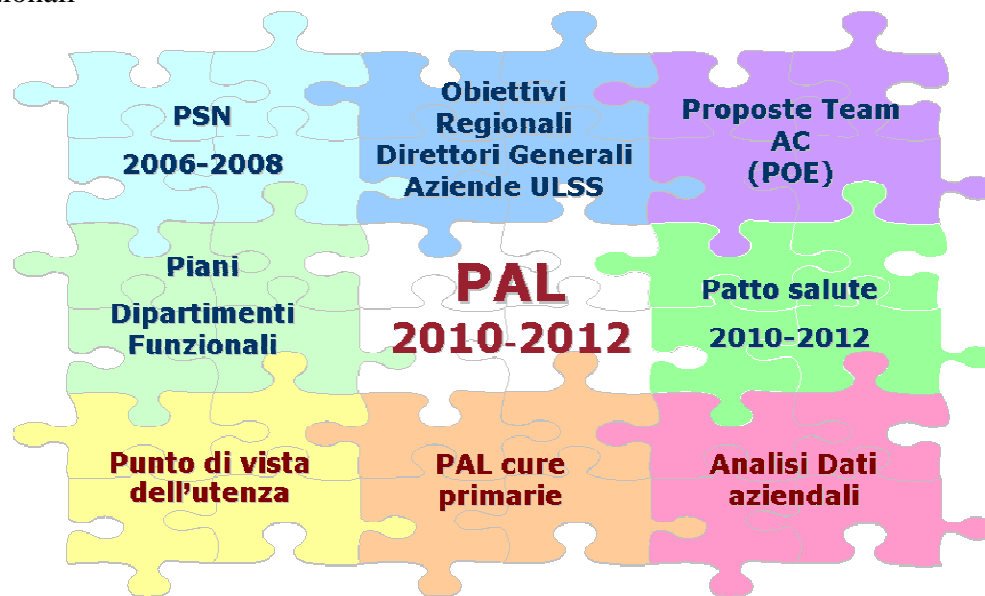 PSN
2006-2008
Obiettivi
Regionali
Direttori Generali
Aziende ULSS
Proposte Team
AC
(POE)
Piani
Dipartimenti
Funzionali
PAL
2010-2012
Patto salute
2010-2012
Punto di vista
dell'utenza
PAL cure
primarie
Analisi Dati
aziendali